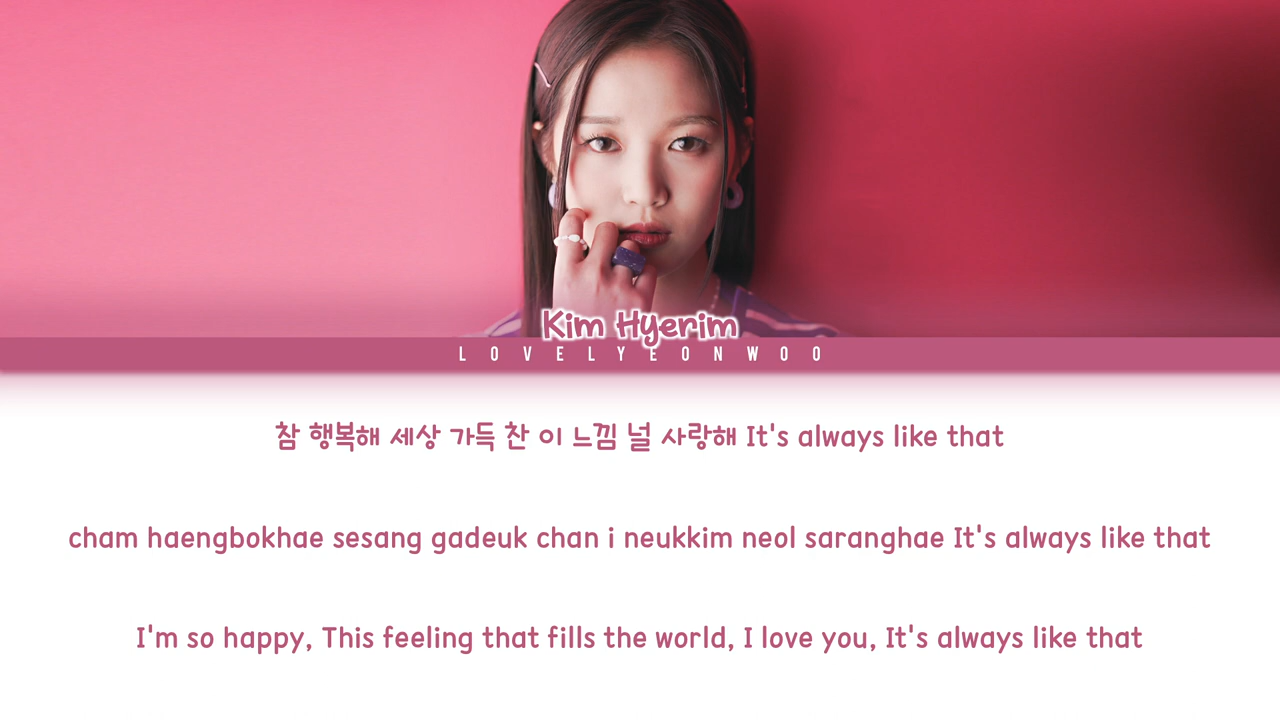 Kim Hyerim
LOVELYEONWOO
참 행복해 세상 가득 찬 이 느낌 널 사랑해 It's always like that
cham haengbokhae sesang gadeuk chan i neukkim neol saranghae It's always like that
I'm so happy, This feeling that fills the world, I love you, It's always like that